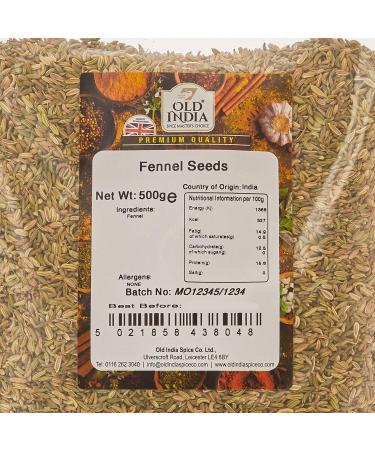 OLD
INDIA
SPICE MASTER'S CHOICE
PREMIUM QUALITY
Fennel Seeds
Net Wt: 500g e
Country of Origin: India
Ingredients:
Fennel
Nutritional Information per 100g
Energy (Kj) 1369
Kcal 327
Fat(g) 14.9
of which saturates(g) 0.5
Carbohydrate(g) 12.5
of which sugar(g) 0
Protein(g) 15.8
Salt(g) 0
Allergens:
NONE
Batch No: MO12345/1234
Best Before:
5 021858 438048
Old India Spice Co. Ltd.,
Ulverscroft Road, Leicester LE4 6BY
Tel: 0116 262 3040 | info@oldindiaspiceco.com
www.oldindiaspiceco.com